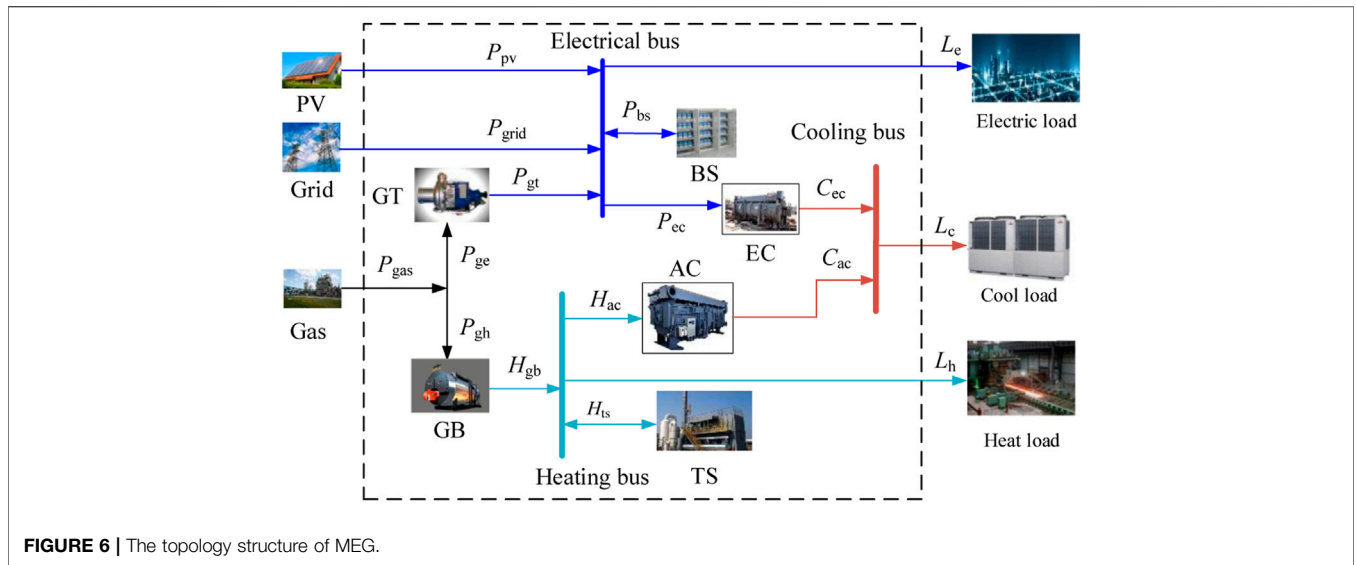 Electrical bus
P_pv
L_e
PV
Electric load
P_bs
P_grid
Cooling bus
Grid
BS
GT
P_gt
C_ec
P_ec
EC
L_c
P_gas
P_ge
AC
C_ac
Cool load
Gas
H_ac
P_gh
H_gb
L_h
GB
H_ts
Heat load
Heating bus
TS
FIGURE 6 | The topology structure of MEG.